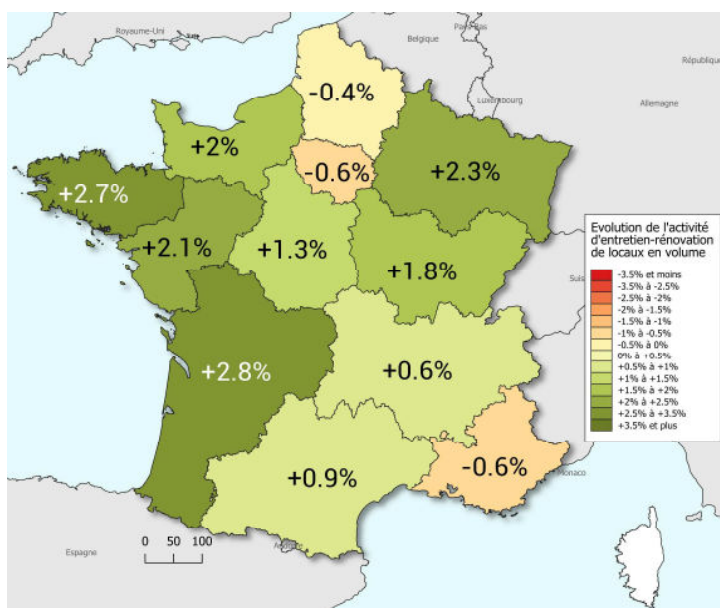 Royaume-Uni
Belgique
Pays-Bas
République
Luxembourg
Allemagne
-0.4%
+2%
-0.6%
+2.3%
+2.7%
+2.1%
+1.3%
+1.8%
Evolution de l'activité
d'entretien-rénovation
de locaux en volume
-3.5% et moins
-3.5% à -2.5%
-2.5% à -2%
-2% à -1.5%
-1.5% à -1%
-1% à -0.5%
-0.5% à 0%
0% à +0.5%
+0.5% à +1%
+1% à +1.5%
+1.5% à +2%
+2% à +2.5%
+2.5% à +3.5%
+3.5% et plus
+2.8%
+0.6%
+0.9%
-0.6%
Monaco
Espagne
0 50 100